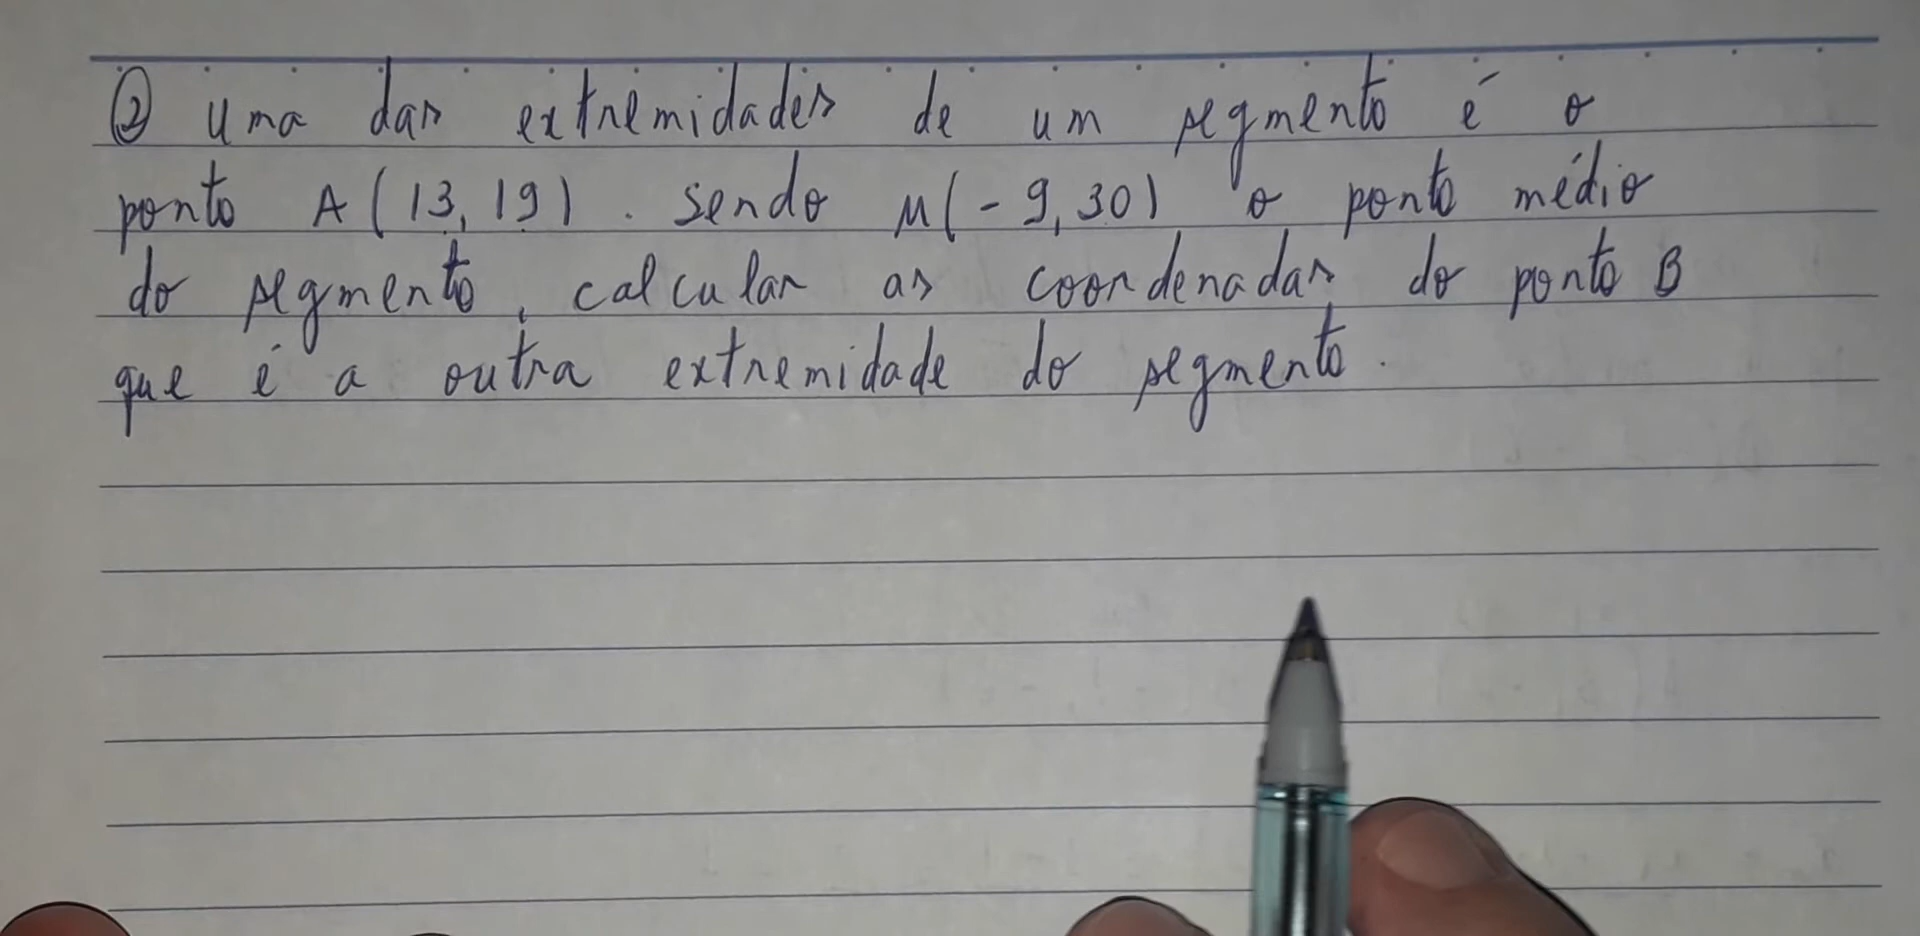 ② Uma das extremidades de um segmento é o
ponto A(13,19). Sendo M(-9,30) o ponto médio
do segmento, calcular as coordenadas do ponto B
que é a outra extremidade do segmento.